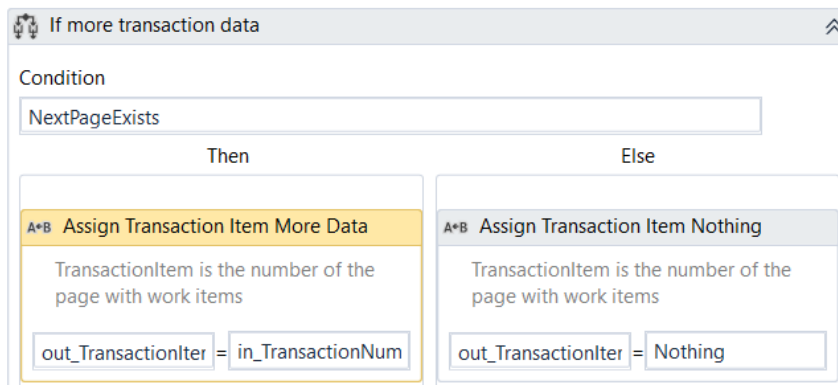 If more transaction data
Condition
NextPageExists
Then
Else
A•B Assign Transaction Item More Data
TransactionItem is the number of the
page with work items
out_TransactionIter = in_TransactionNum
A•B Assign Transaction Item Nothing
TransactionItem is the number of the
page with work items
out_TransactionIter = Nothing